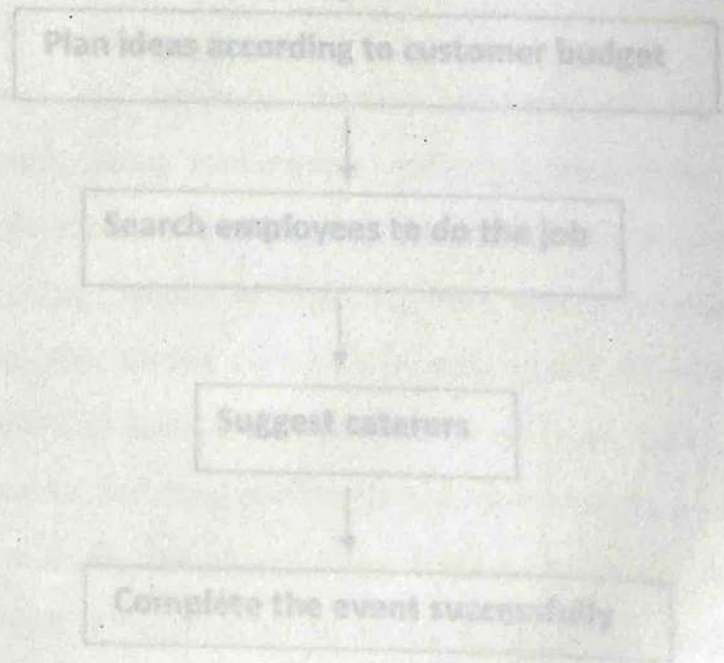 Plan ideas according to customer budget
Search employees to do the job
Suggest caterers
Complete the event successfully